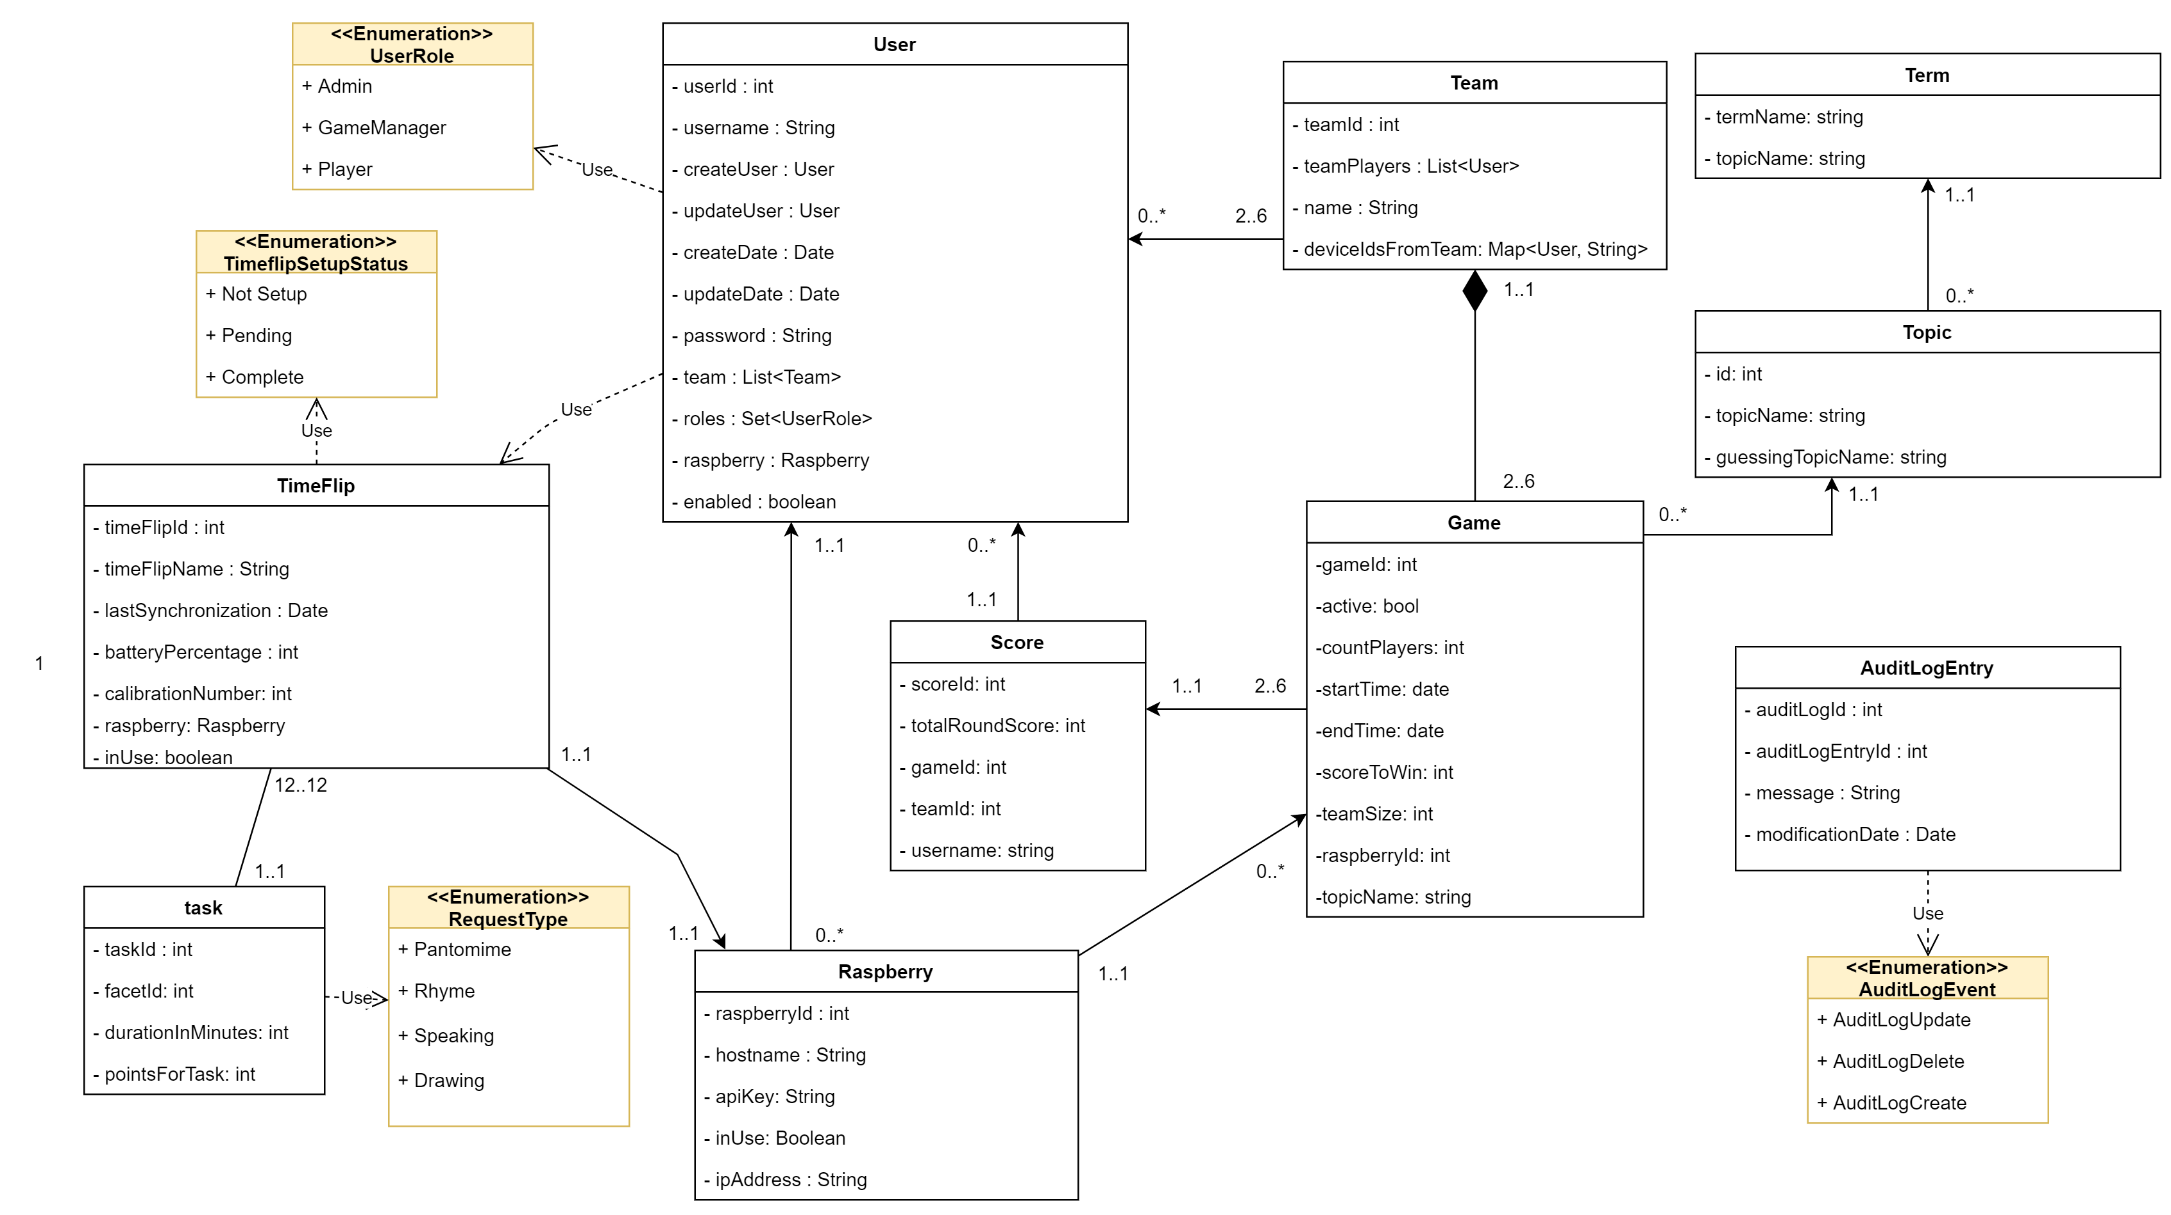 <<Enumeration>>
UserRole
+ Admin
+ GameManager
+ Player
Use
User
- userId : int
- username : String
- createUser : User
- updateUser : User
- createDate : Date
- updateDate : Date
- password : String
- team : List<Team>
- roles : Set<UserRole>
- raspberry : Raspberry
- enabled : boolean
Team
- teamId : int
- teamPlayers : List<User>
- name : String
- deviceIdsFromTeam: Map<User, String>
0..*
2..6
1..1
2..6
Term
- termName: string
- topicName: string
1..1
0..*
Topic
- id: int
- topicName: string
- guessingTopicName: string
0..*
1..1
<<Enumeration>>
TimeflipSetupStatus
+ Not Setup
+ Pending
+ Complete
Use
Use
TimeFlip
- timeFlipId : int
- timeFlipName : String
- lastSynchronization : Date
- batteryPercentage : int
- calibrationNumber: int
- raspberry: Raspberry
- inUse: boolean
1
1..1
12..12
1..1
1..1
0..*
1..1
Score
- scoreId: int
- totalRoundScore: int
- gameId: int
- teamId: int
- username: string
1..1
2..6
Game
-gameId: int
-active: bool
-countPlayers: int
-startTime: date
-endTime: date
-scoreToWin: int
-teamSize: int
-raspberryId: int
-topicName: string
AuditLogEntry
- auditLogId : int
- auditLogEntryId : int
- message : String
- modificationDate : Date
Use
<<Enumeration>>
AuditLogEvent
+ AuditLogUpdate
+ AuditLogDelete
+ AuditLogCreate
task
- taskId : int
- facetId: int
- durationInMinutes: int
- pointsForTask: int
Use
<<Enumeration>>
RequestType
+ Pantomime
+ Rhyme
+ Speaking
+ Drawing
1..1
0..*
0..*
1..1
Raspberry
- raspberryId : int
- hostname : String
- apiKey: String
- inUse: Boolean
- ipAddress : String